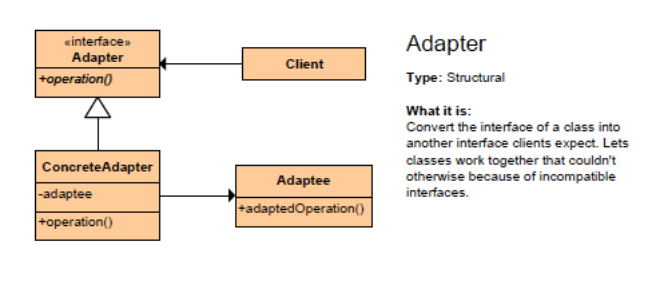 «interface»
Adapter
+operation()
Client
ConcreteAdapter
-adaptee
+operation()
Adaptee
+adaptedOperation()
Adapter
Type: Structural
What it is:
Convert the interface of a class into
another interface clients expect. Lets
classes work together that couldn't
otherwise because of incompatible
interfaces.